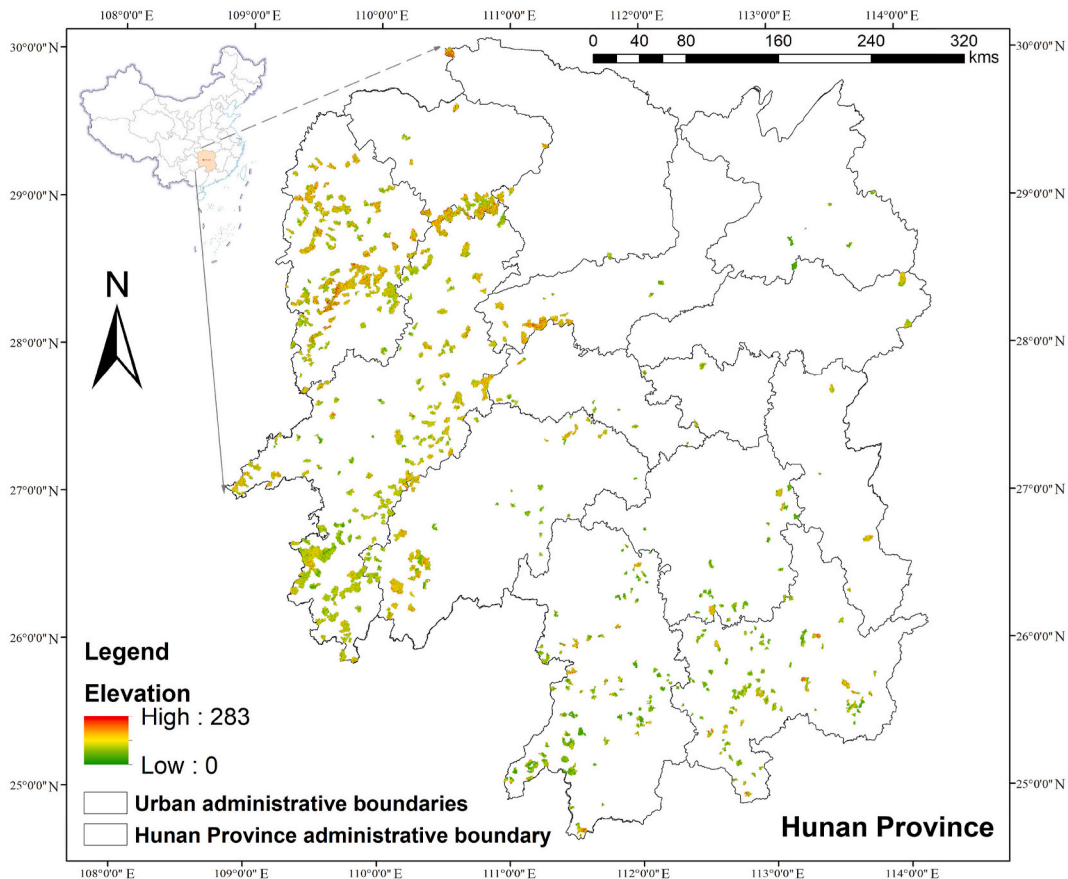 108°0'0" E 109°0'0" E 110°0'0" E 111°0'0" E 112°0'0" E 113°0'0" E 114°0'0" E
0 40 80 160 240 320
kms
30°0'0" N 30°0'0" N
29°0'0" N 29°0'0" N
N
28°0'0" N 28°0'0" N
27°0'0" N 27°0'0" N
26°0'0" N 26°0'0" N
Legend
Elevation
High : 283
Low : 0
25°0'0" N 25°0'0" N
Urban administrative boundaries
Hunan Province administrative boundary
Hunan Province
108°0'0" E 109°0'0" E 110°0'0" E 111°0'0" E 112°0'0" E 113°0'0" E 114°0'0" E